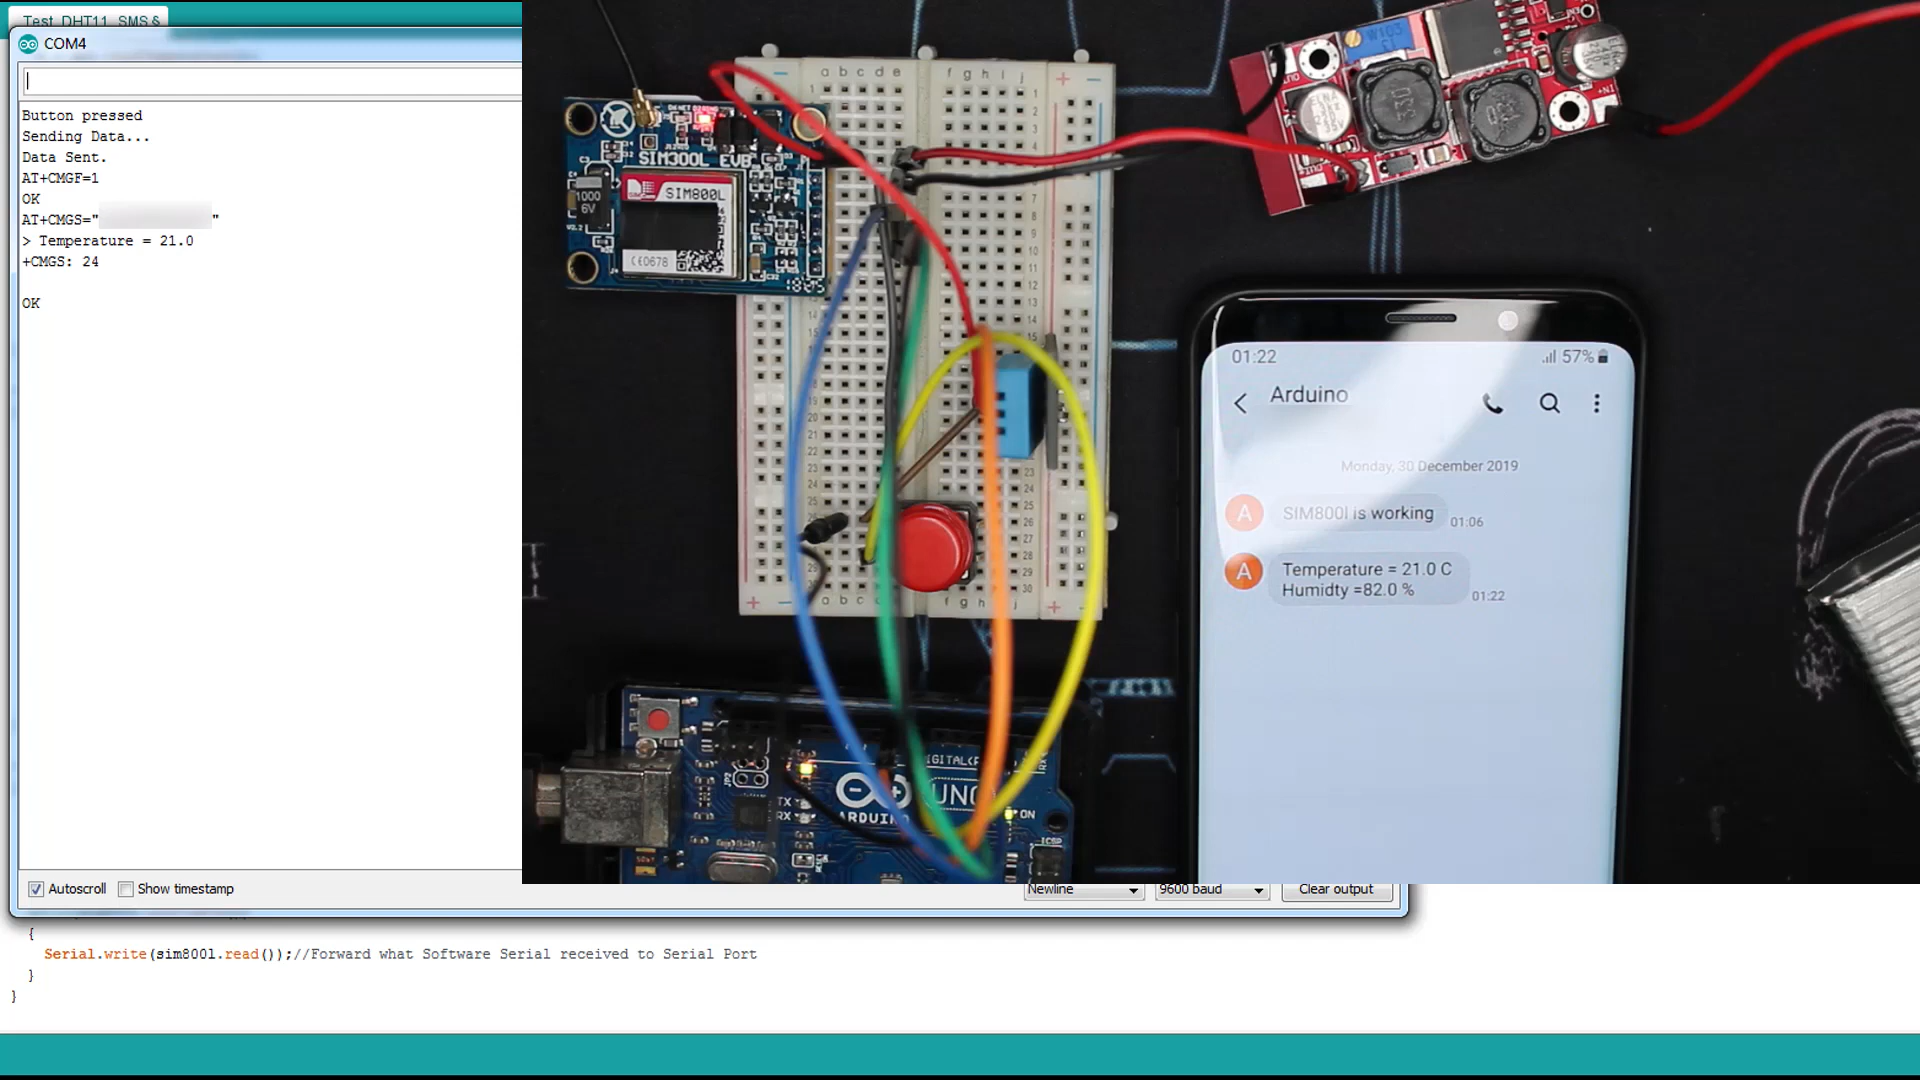 Test_DHT11_SMS §
COM4
Button pressed
Sending Data...
Data Sent.
AT+CMGF=1
OK
AT+CMGS=" "
> Temperature = 21.0
+CMGS: 24
OK
Autoscroll
Show timestamp
Newline
9600 baud
Clear output
{
Serial.write(sim800l.read());//Forward what Software Serial received to Serial Port
}
}
SIM800L EVB
SIM800L
1000
6V
CE0678
a b c d e f g h i j
ARDUINO
UNO
TX
RX
ON
ICSP
01:22
57%
Arduino
Monday, 30 December 2019
A
SIM800l is working
01:06
A
Temperature = 21.0 C
Humidty =82.0 %
01:22